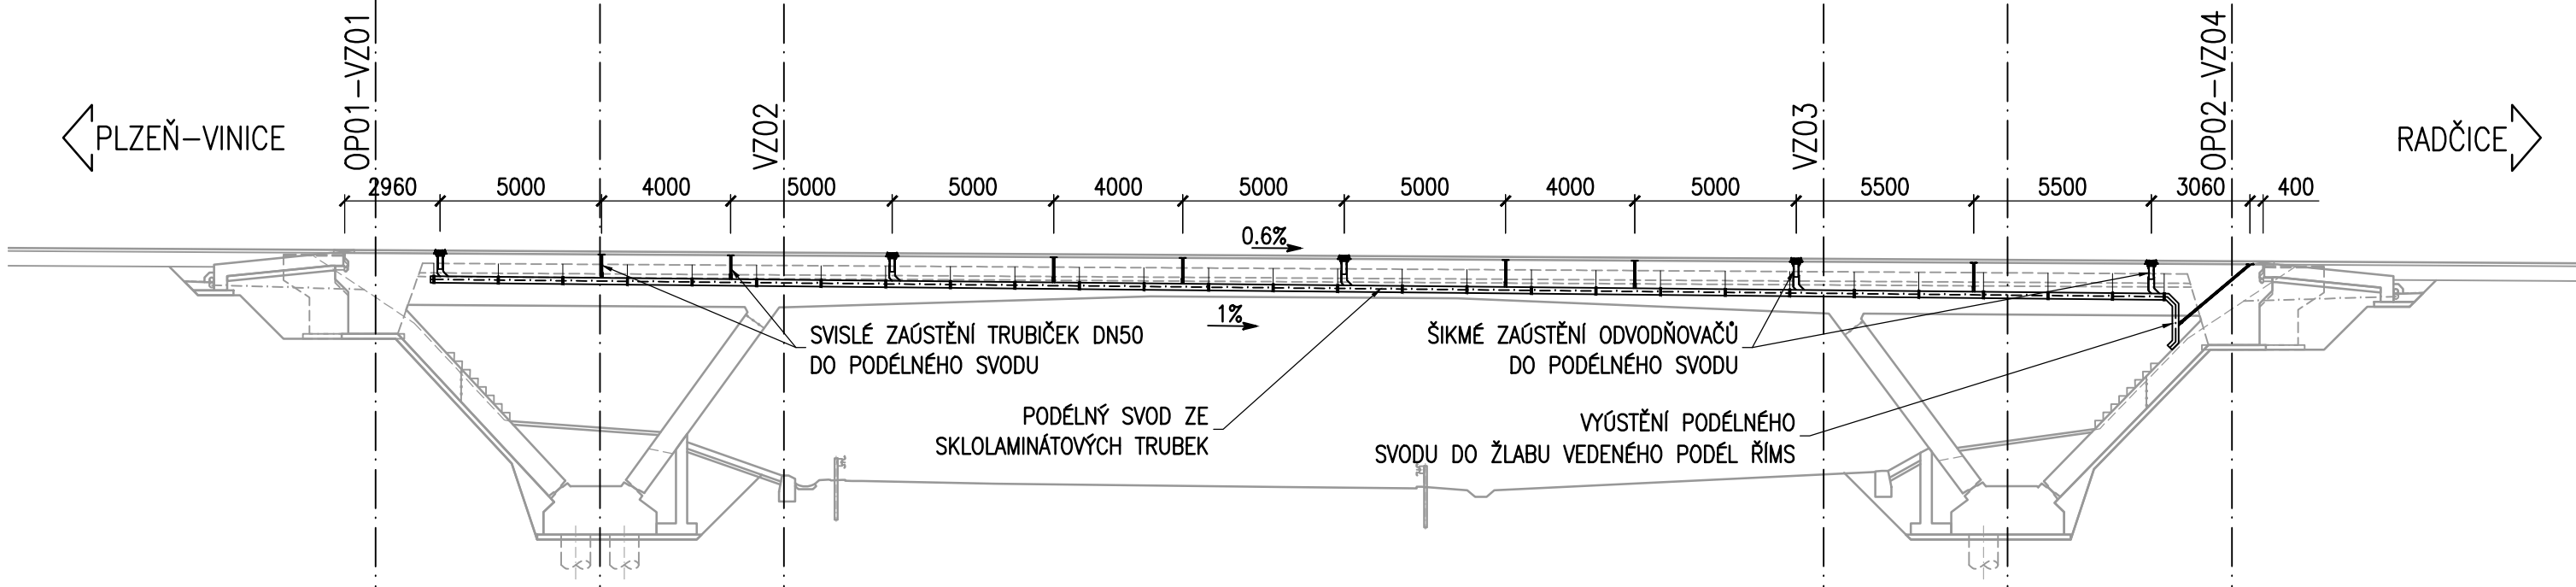 OP01-VZ01
VZ02
VZ03
OP02-VZ04
PLZEŇ-VINICE
RADČICE
2960 5000 4000 5000 5000 4000 5000 5000 4000 5000 5500 5500 3060 400
0.6%
1%
SVISLÉ ZAÚSTĚNÍ TRUBIČEK DN50
DO PODÉLNÉHO SVODU
ŠIKMÉ ZAÚSTĚNÍ ODVODŇOVAČŮ
DO PODÉLNÉHO SVODU
PODÉLNÝ SVOD ZE
SKLOLAMINÁTOVÝCH TRUBEK
VYÚSTĚNÍ PODÉLNÉHO
SVODU DO ŽLABU VEDENÉHO PODÉL ŘÍMS